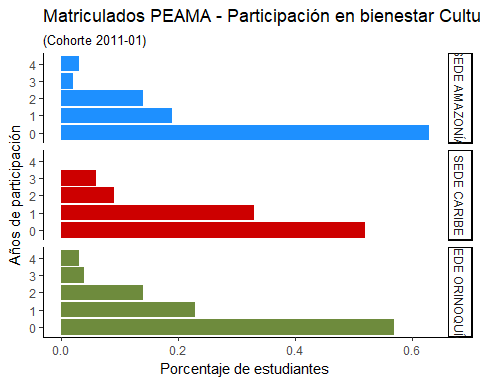 Matriculados PEAMA - Participación en bienestar Cultu
(Cohorte 2011-01)
Años de participación
4
3
2
1
0
SEDE AMAZONÍA
4
3
2
1
0
SEDE CARIBE
4
3
2
1
0
EDE ORINOQUÍ
0.0
0.2
0.4
0.6
Porcentaje de estudiantes